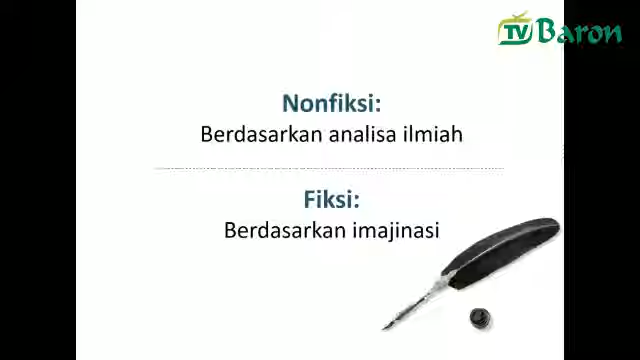 TV Baron
Nonfiksi:
Berdasarkan analisa ilmiah
Fiksi:
Berdasarkan imajinasi